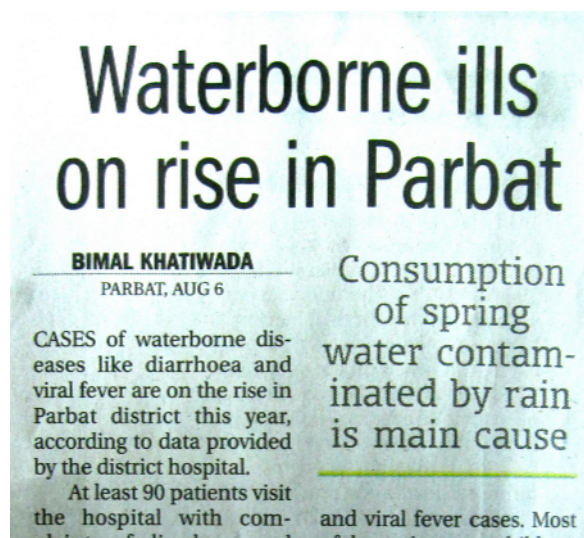 Waterborne ills
on rise in Parbat
BIMAL KHATIWADA
PARBAT, AUG 6
CASES of waterborne dis-
eases like diarrhoea and
viral fever are on the rise in
Parbat district this year,
according to data provided
by the district hospital.
At least 90 patients visit
the hospital with com-
Consumption
of spring
water contam-
inated by rain
is main cause
and viral fever cases. Most